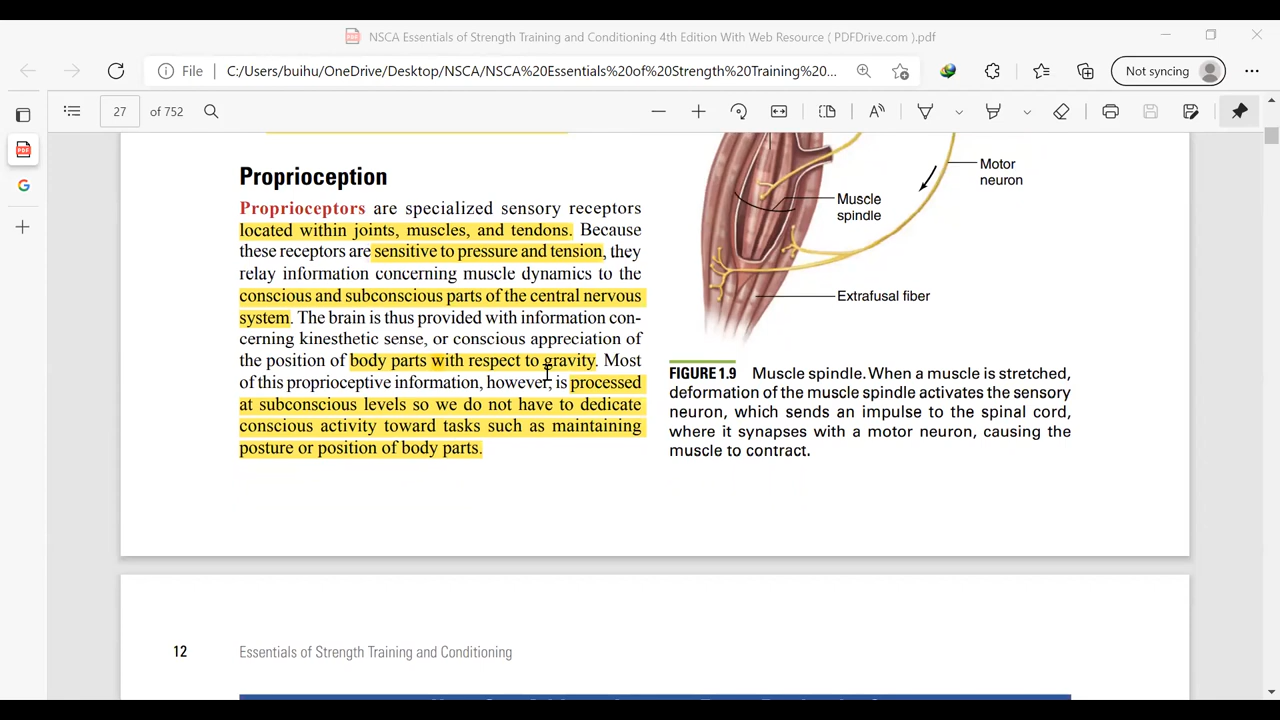 NSCA Essentials of Strength Training and Conditioning 4th Edition With Web Resource ( PDFDrive.com ).pdf
File
C:/Users/buihu/OneDrive/Desktop/NSCA/NSCA%20Essentials%20of%20Strength%20Training%20...
Not syncing
27 of 752
Proprioception
Proprioceptors are specialized sensory receptors
located within joints, muscles, and tendons. Because
these receptors are sensitive to pressure and tension, they
relay information concerning muscle dynamics to the
conscious and subconscious parts of the central nervous
system. The brain is thus provided with information con-
cerning kinesthetic sense, or conscious appreciation of
the position of body parts with respect to gravity. Most
of this proprioceptive information, however, is processed
at subconscious levels so we do not have to dedicate
conscious activity toward tasks such as maintaining
posture or position of body parts.
Motor
neuron
Muscle
spindle
Extrafusal fiber
FIGURE 1.9 Muscle spindle. When a muscle is stretched,
deformation of the muscle spindle activates the sensory
neuron, which sends an impulse to the spinal cord,
where it synapses with a motor neuron, causing the
muscle to contract.
12 Essentials of Strength Training and Conditioning